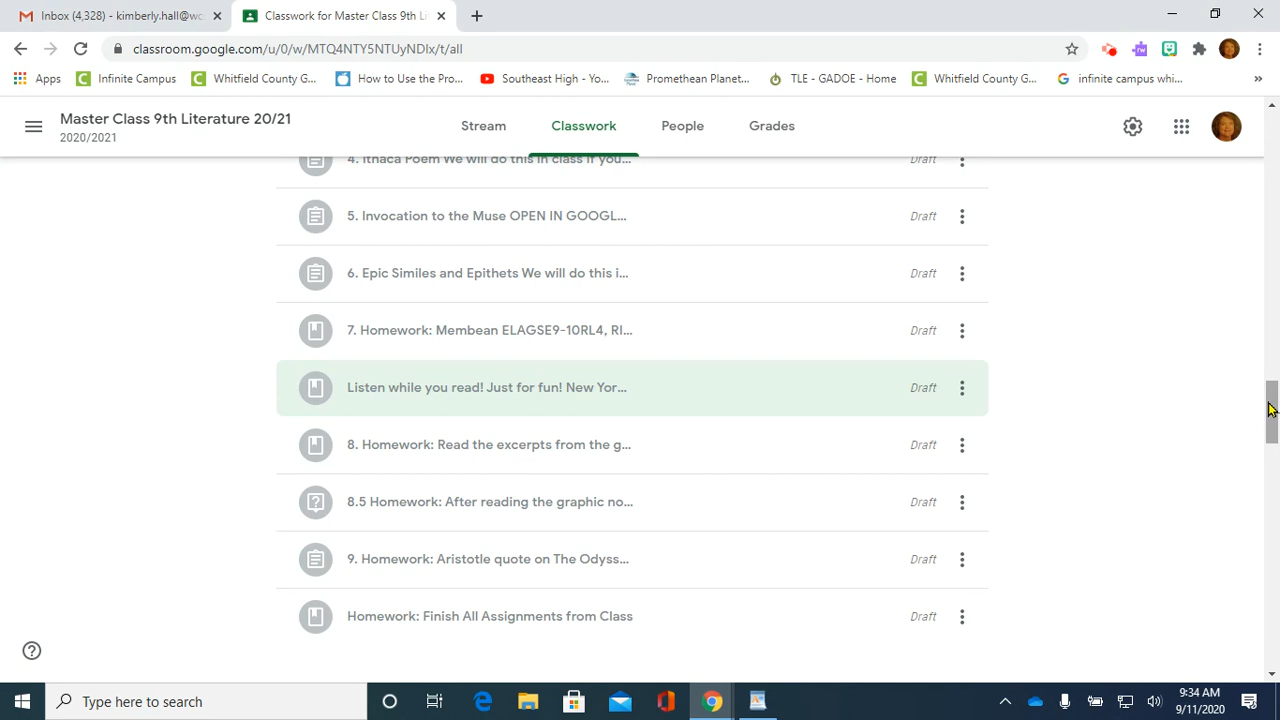 Inbox (4,328) - kimberly.hall@wc
Classwork for Master Class 9th Li
classroom.google.com/u/0/w/MTQ4NTY5NTUyNDIx/t/all
Apps
Infinite Campus
Whitfield County G...
How to Use the Pro...
Southeast High - Yo...
Promethean Planet...
TLE - GADOE - Home
Whitfield County G...
infinite campus whi...
»
Master Class 9th Literature 20/21
2020/2021
Stream
Classwork
People
Grades
4. Ithaca Poem We will do this in class if you...
Draft
5. Invocation to the Muse OPEN IN GOOGL...
Draft
6. Epic Similes and Epithets We will do this i...
Draft
7. Homework: Membean ELAGSE9-10RL4, RI...
Draft
Listen while you read! Just for fun! New Yor...
Draft
8. Homework: Read the excerpts from the g...
Draft
8.5 Homework: After reading the graphic no...
Draft
9. Homework: Aristotle quote on The Odyss...
Draft
Homework: Finish All Assignments from Class
Draft
Type here to search
9:34 AM
9/11/2020